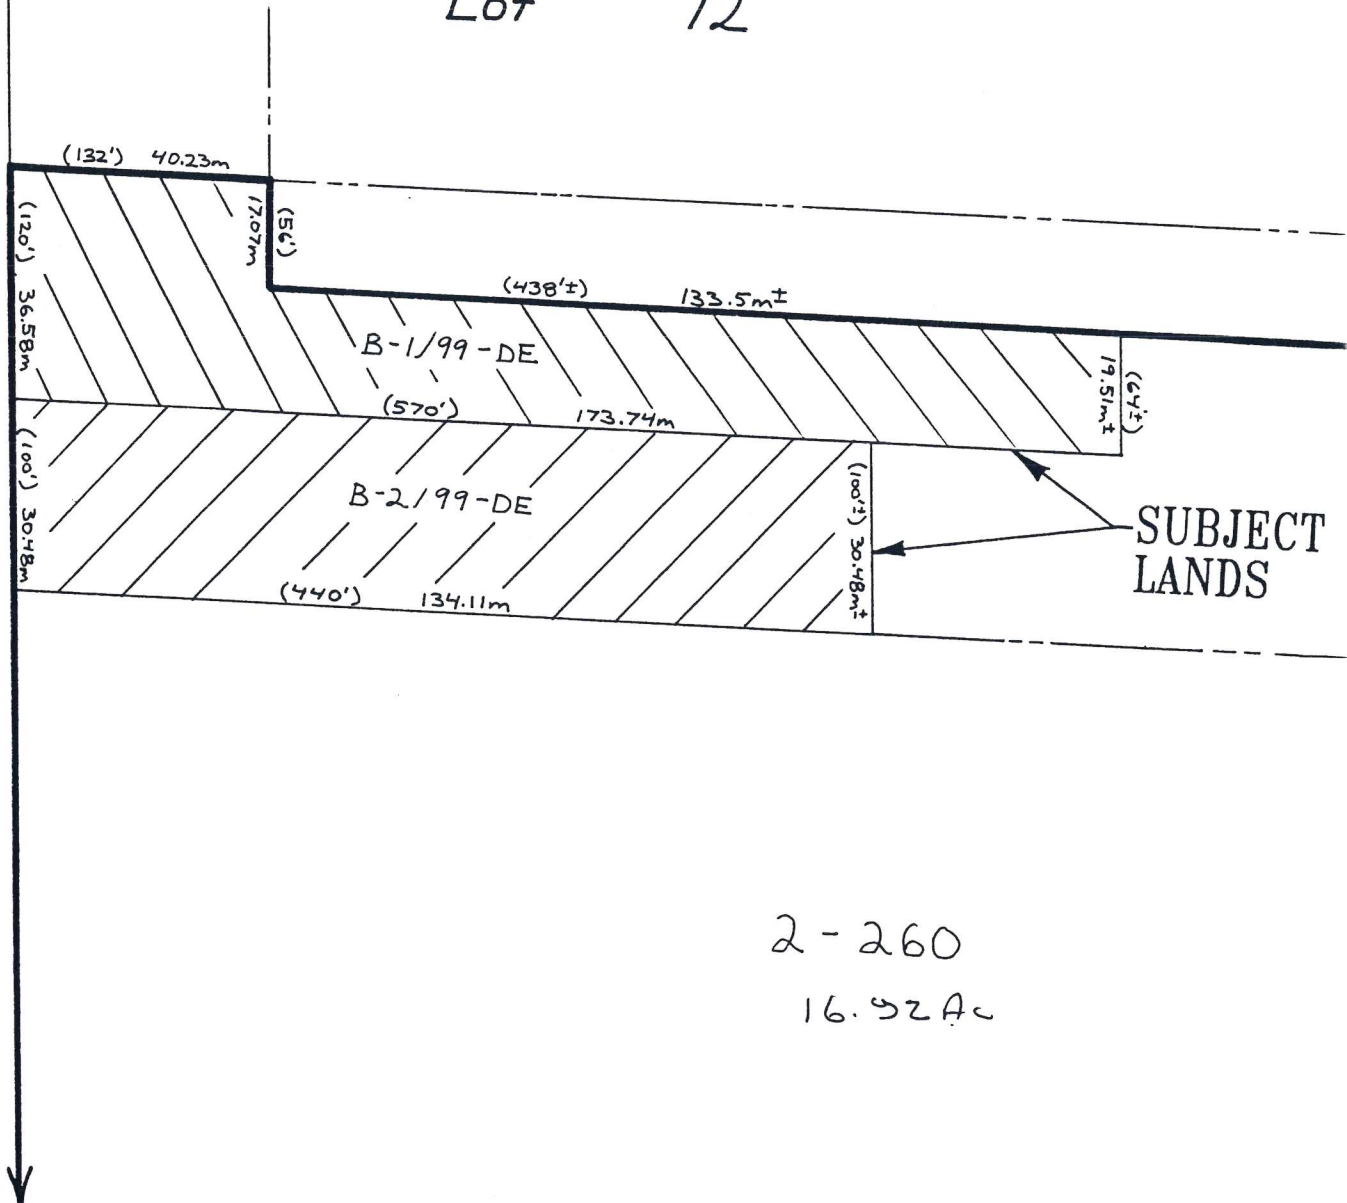 LOT 12
(132') 40.23m
(120') 36.58m
17.07m
(56')
(438'±) 133.5m±
B-1/99-DE
(570') 173.74m
19.51m±
(64'±)
(100') 30.48m
B-2/99-DE
(100'±) 30.48m±
(440') 134.11m
SUBJECT
LANDS
2-260
16.92 Ac